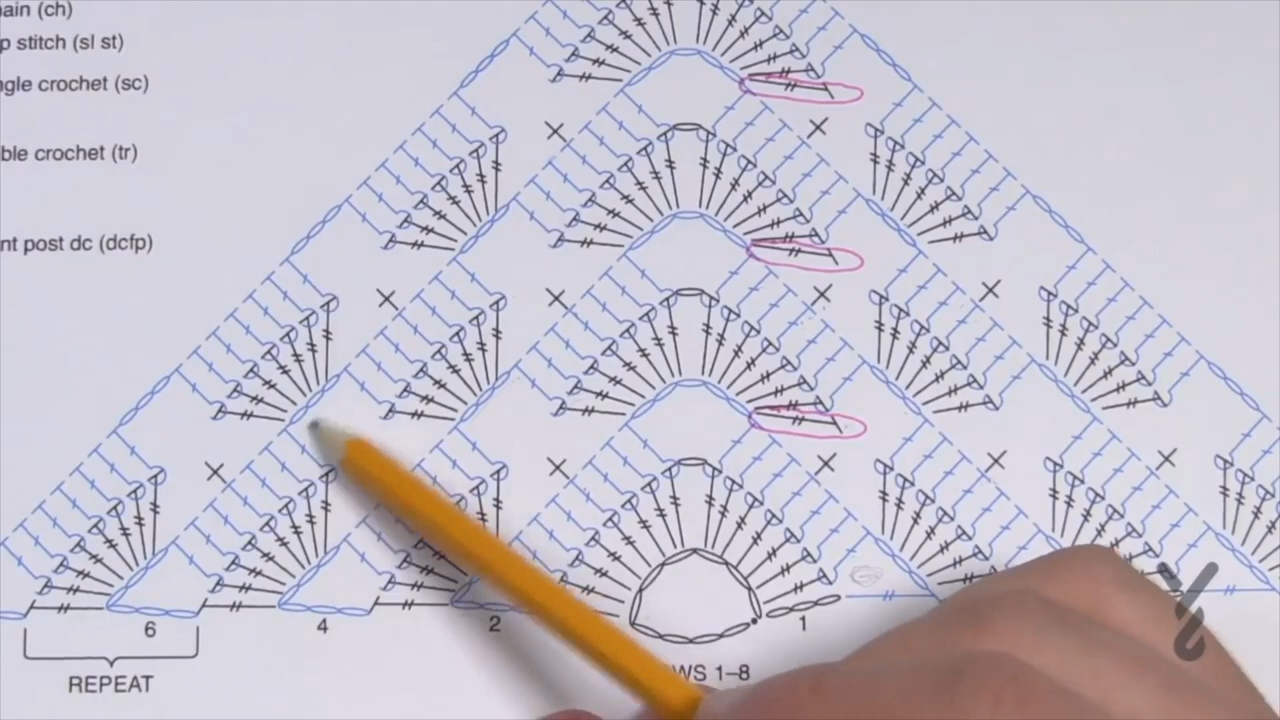 ain (ch)
p stitch (sl st)
ngle crochet (sc)
ble crochet (tr)
nt post dc (dcfp)
6
4
2
1
WS 1–8
REPEAT